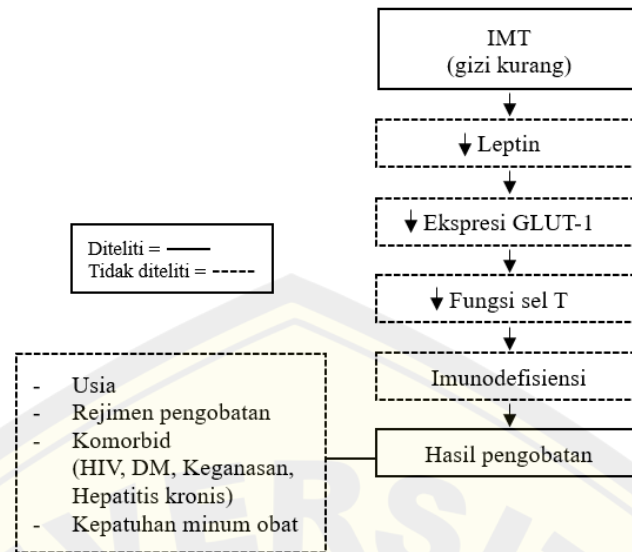 IMT
(gizi kurang)
↓ Leptin
↓ Ekspresi GLUT-1
Diteliti =
Tidak diteliti =
↓ Fungsi sel T
Imunodefisiensi
Hasil pengobatan
- Usia
- Rejimen pengobatan
- Komorbid
(HIV, DM, Keganasan,
Hepatitis kronis)
- Kepatuhan minum obat
VERSI